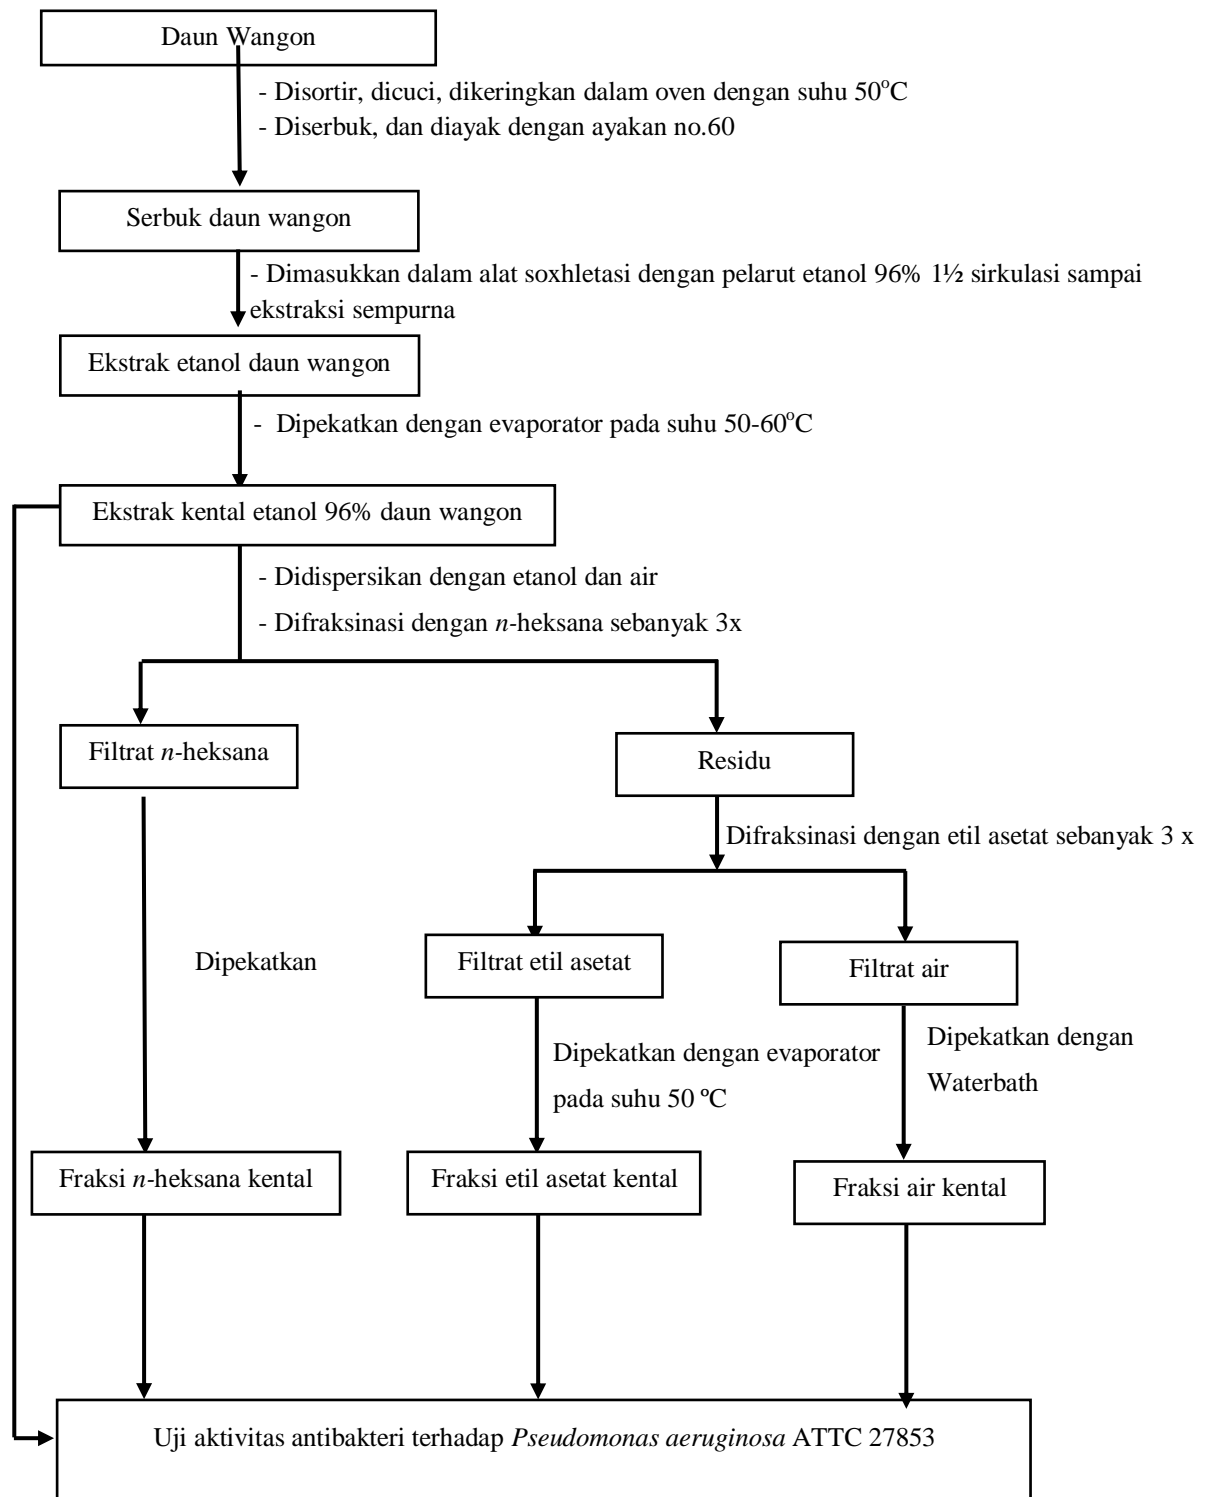 Daun Wangon
- Disortir, dicuci, dikeringkan dalam oven dengan suhu 50°C
- Diserbuk, dan diayak dengan ayakan no.60
Serbuk daun wangon
- Dimasukkan dalam alat soxhletasi dengan pelarut etanol 96% 1½ sirkulasi sampai
ekstraksi sempurna
Ekstrak etanol daun wangon
- Dipekatkan dengan evaporator pada suhu 50-60°C
Ekstrak kental etanol 96% daun wangon
- Didispersikan dengan etanol dan air
- Difraksinasi dengan n-heksana sebanyak 3x
Filtrat n-heksana
Residu
Difraksinasi dengan etil asetat sebanyak 3 x
Dipekatkan
Filtrat etil asetat
Filtrat air
Dipekatkan dengan evaporator
pada suhu 50 ºC
Dipekatkan dengan
Waterbath
Fraksi n-heksana kental
Fraksi etil asetat kental
Fraksi air kental
Uji aktivitas antibakteri terhadap Pseudomonas aeruginosa ATTC 27853